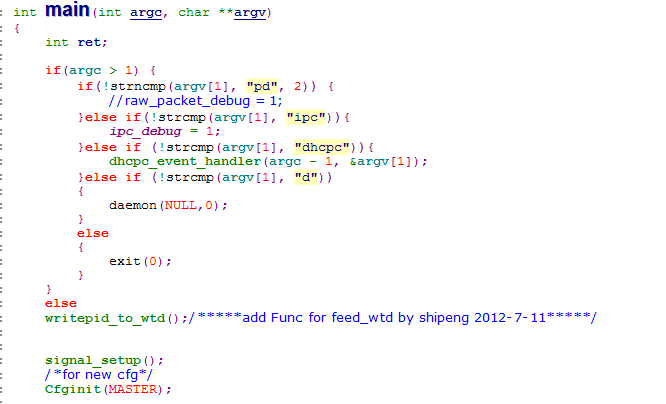 int main(int argc, char **argv)
{
int ret;
if(argc > 1) {
if(!strncmp(argv[1], "pd", 2)) {
//raw_packet_debug = 1;
}else if(!strcmp(argv[1], "ipc")){
ipc_debug = 1;
}else if (!strcmp(argv[1], "dhcpc")){
dhcpc_event_handler(argc - 1, &argv[1]);
}else if (!strcmp(argv[1], "d"))
{
daemon(NULL,0);
}
else
{
exit(0);
}
}
else
writepid_to_wtd();/*****add Func for feed_wtd by shipeng 2012-7-11*****/
signal_setup();
/*for new cfg*/
Cfginit(MASTER);